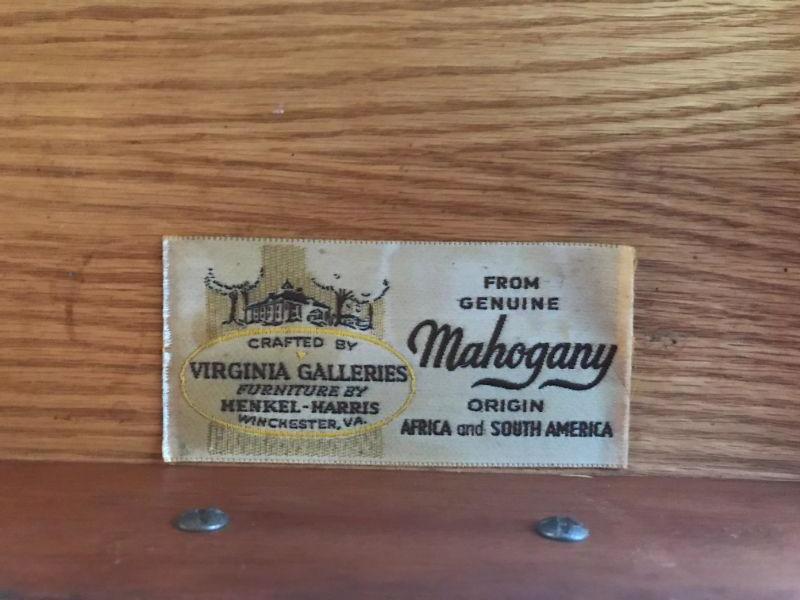 CRAFTED BY
VIRGINIA GALLERIES
FURNITURE BY
HENKEL-HARRIS
WINCHESTER, VA.
FROM
GENUINE
Mahogany
ORIGIN
AFRICA and SOUTH AMERICA